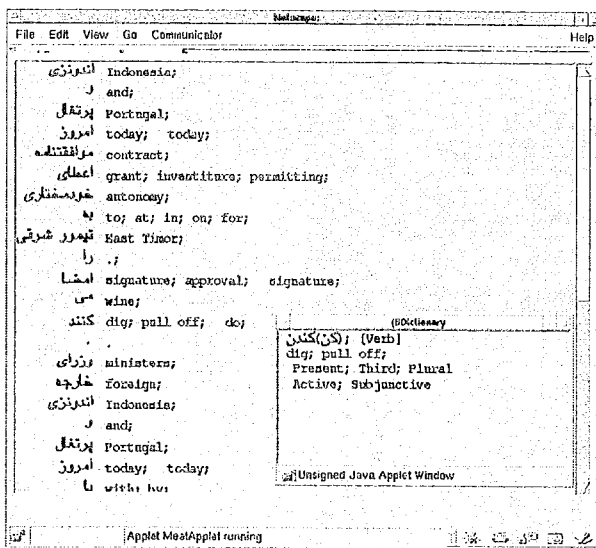 Netscape:
File Edit View Go Communicator Help
اندونزی Indonesia;
و and;
پرتغال Portugal;
امروز today; today;
موافقتنامه contract;
اعطای grant; investiture; permitting;
خودمختاری autonomy;
به to; at; in; on; for;
تیمور شرقی East Timor;
را .;
امضا signature; approval; signature;
می wine;
کنند dig; pull off; do;
. .
وزرای ministers;
خارجه foreign;
اندونزی Indonesia;
و and;
پرتغال Portugal;
امروز today; today;
با with; by;
کندن(کن); [Verb]
dig; pull off;
Present; Third; Plural
Active; Subjunctive
Unsigned Java Applet Window
Applet MeatApplet running